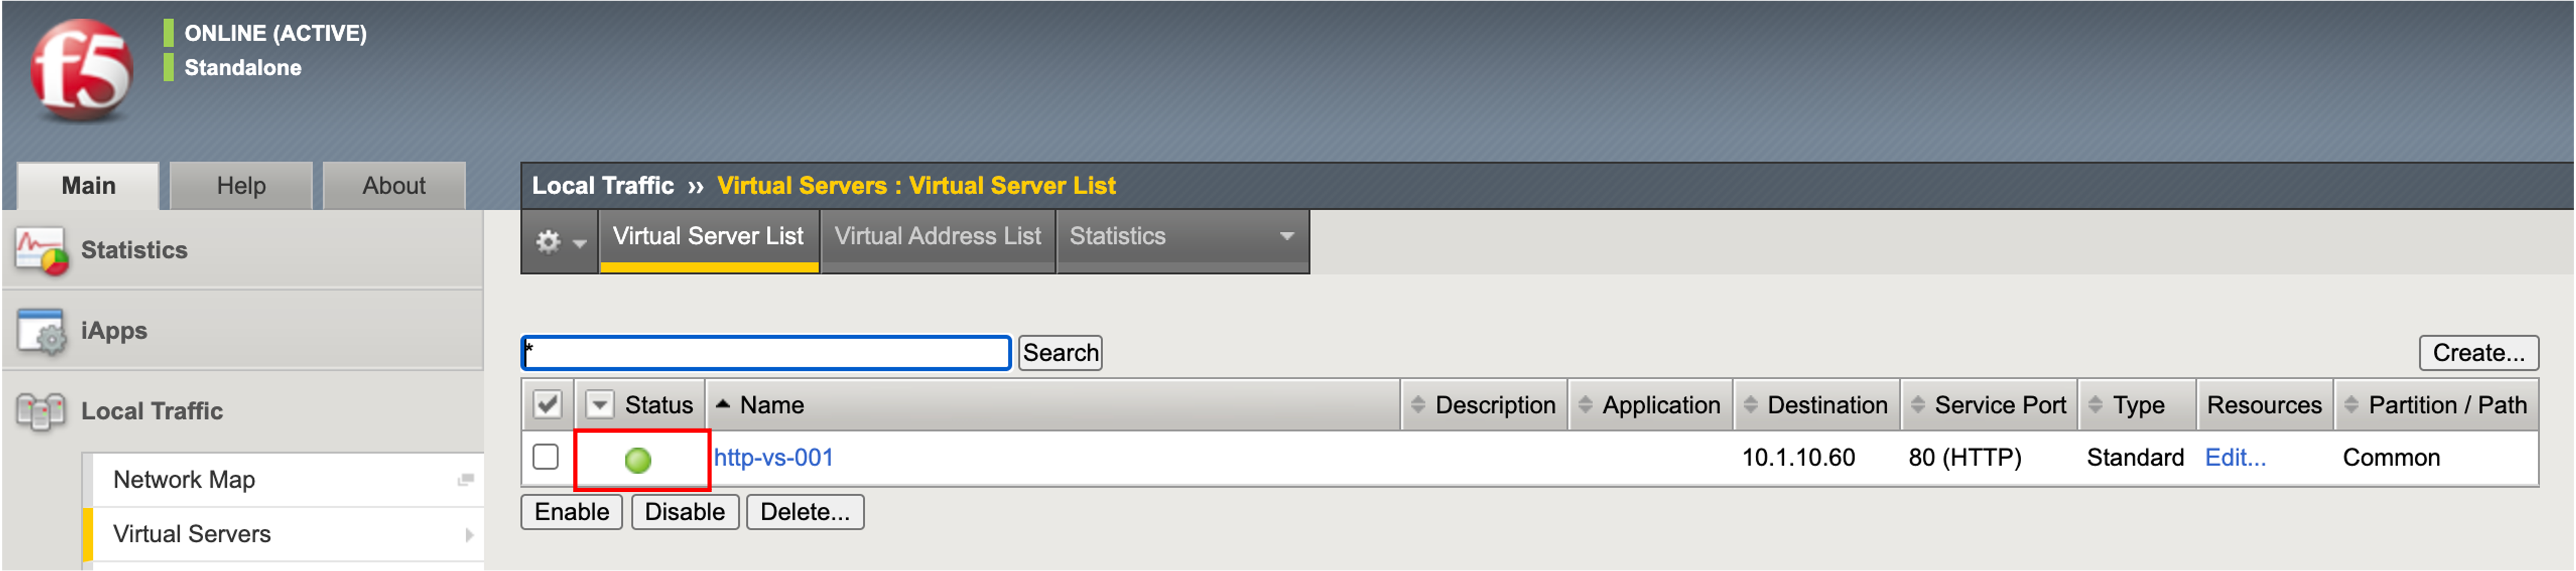 f5
ONLINE (ACTIVE)
Standalone
Main Help About
Local Traffic ›› Virtual Servers : Virtual Server List
Statistics
Virtual Server List Virtual Address List Statistics
iApps
* Search Create...
Local Traffic
Status Name Description Application Destination Service Port Type Resources Partition / Path
http-vs-001 10.1.10.60 80 (HTTP) Standard Edit... Common
Network Map
Enable Disable Delete...
Virtual Servers